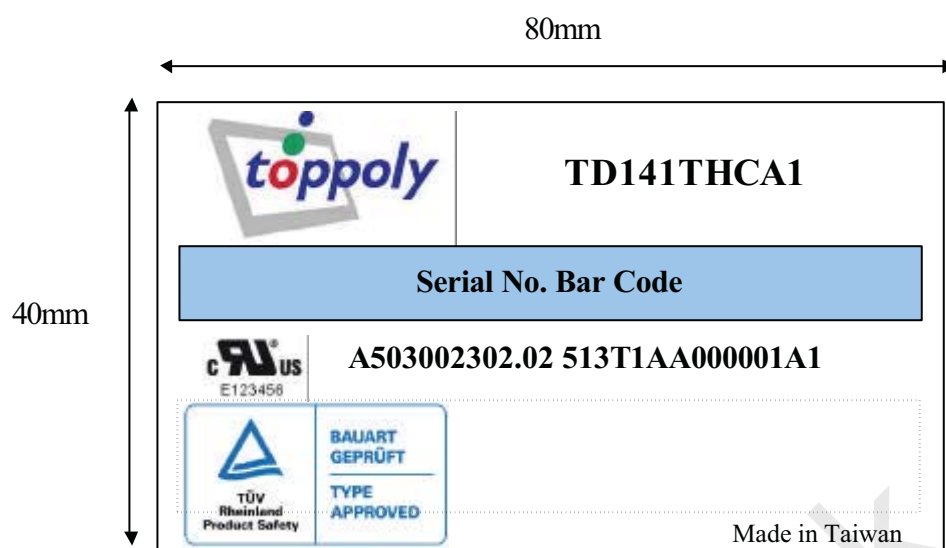 80mm
40mm
toppoly
TD141THCA1
Serial No. Bar Code
c RU US
E123456
A503002302.02 513T1AA000001A1
TÜV
Rheinland
Product Safety
BAUART
GEPRÜFT
TYPE
APPROVED
Made in Taiwan